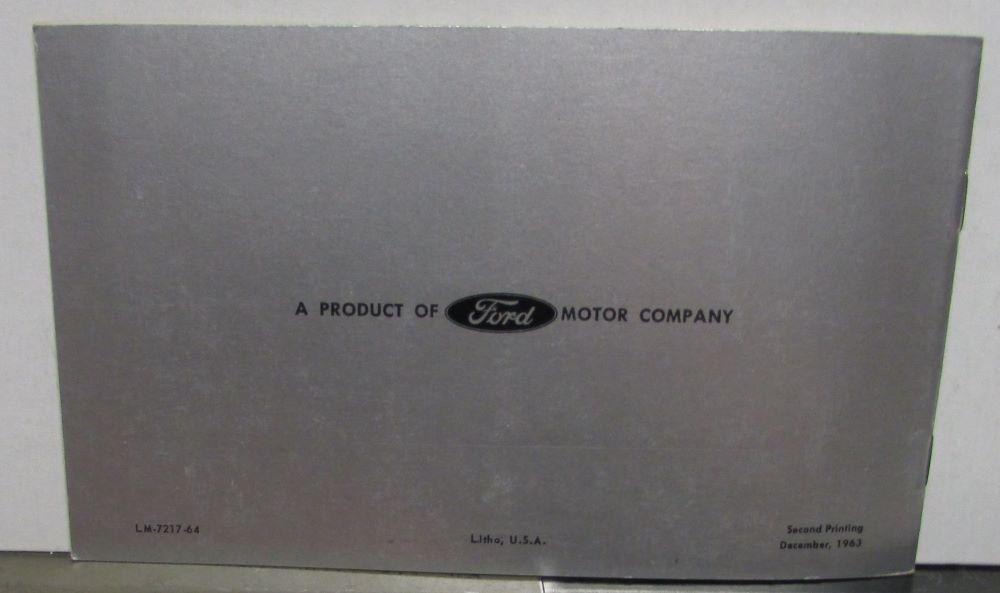 A PRODUCT OF Ford MOTOR COMPANY
LM-7217-64
Litho, U.S.A.
Second Printing
December, 1963